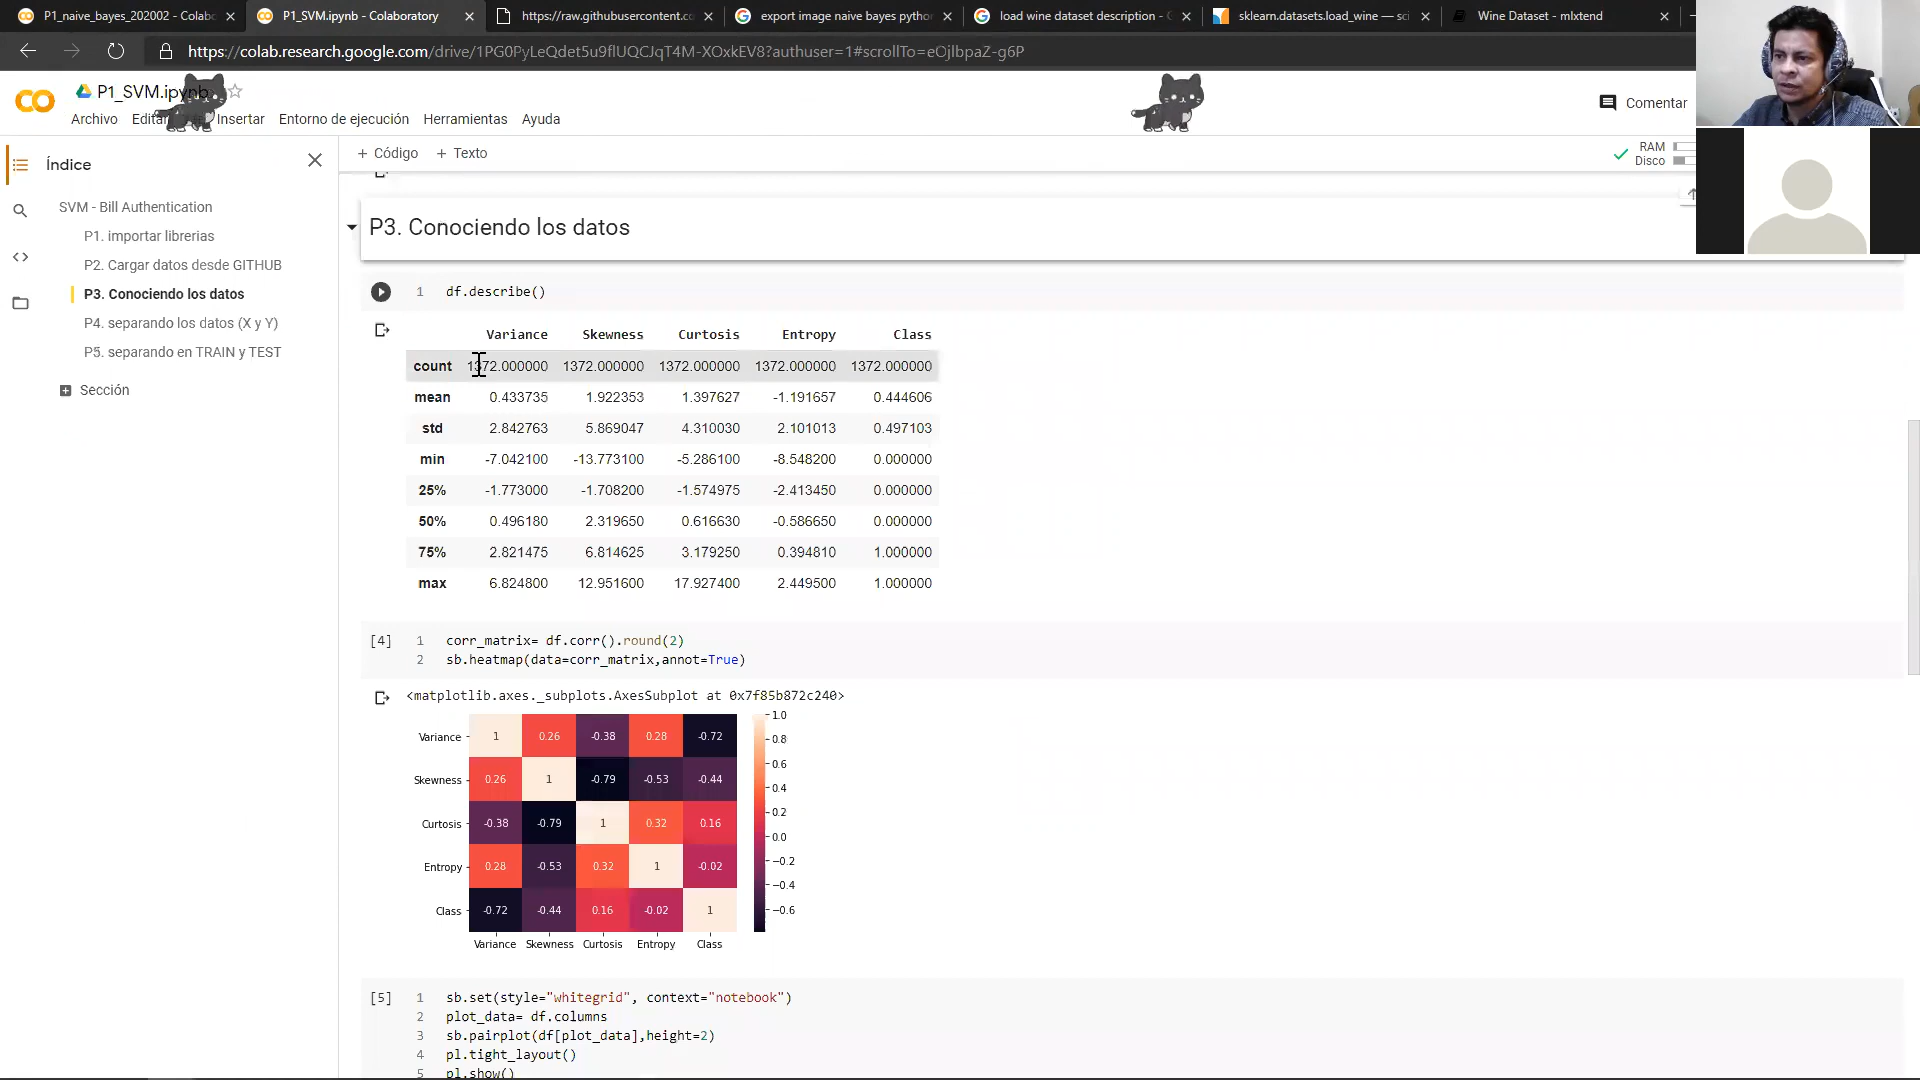 P1_naive_bayes_202002 - Colabo
P1_SVM.ipynb - Colaboratory
https://raw.githubusercontent.co
export image naive bayes python
load wine dataset description - G
sklearn.datasets.load_wine — sci
Wine Dataset - mlxtend
https://colab.research.google.com/drive/1PG0PyLeQdet5u9flUQCJqT4M-XOxkEV8?authuser=1#scrollTo=eOjlbpaZ-g6P
P1_SVM.ipynb
Comentar
Archivo Editar Insertar Entorno de ejecución Herramientas Ayuda
Índice
+ Código + Texto
RAM
Disco
SVM - Bill Authentication
P1. importar librerias
P2. Cargar datos desde GITHUB
P3. Conociendo los datos
P4. separando los datos (X y Y)
P5. separando en TRAIN y TEST
Sección
P3. Conociendo los datos
1 df.describe()
Variance Skewness Curtosis Entropy Class
count 1372.000000 1372.000000 1372.000000 1372.000000 1372.000000
mean 0.433735 1.922353 1.397627 -1.191657 0.444606
std 2.842763 5.869047 4.310030 2.101013 0.497103
min -7.042100 -13.773100 -5.286100 -8.548200 0.000000
25% -1.773000 -1.708200 -1.574975 -2.413450 0.000000
50% 0.496180 2.319650 0.616630 -0.586650 0.000000
75% 2.821475 6.814625 3.179250 0.394810 1.000000
max 6.824800 12.951600 17.927400 2.449500 1.000000
[4] 1 corr_matrix= df.corr().round(2)
2 sb.heatmap(data=corr_matrix,annot=True)
<matplotlib.axes._subplots.AxesSubplot at 0x7f85b872c240>
Variance 1 0.26 -0.38 0.28 -0.72
Skewness 0.26 1 -0.79 -0.53 -0.44
Curtosis -0.38 -0.79 1 0.32 0.16
Entropy 0.28 -0.53 0.32 1 -0.02
Class -0.72 -0.44 0.16 -0.02 1
Variance Skewness Curtosis Entropy Class
1.0
0.8
0.6
0.4
0.2
0.0
−0.2
−0.4
−0.6
[5] 1 sb.set(style="whitegrid", context="notebook")
2 plot_data= df.columns
3 sb.pairplot(df[plot_data],height=2)
4 pl.tight_layout()
5 pl.show()